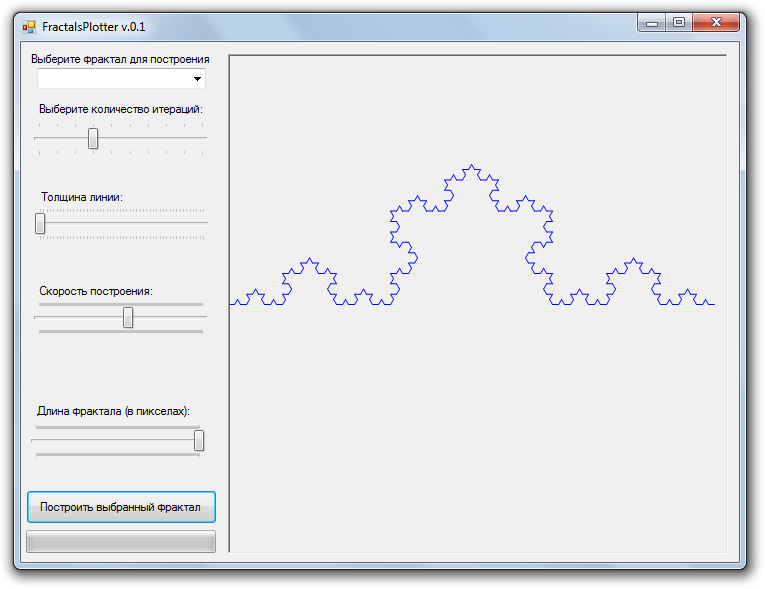 FractalsPlotter v.0.1
Выберите фрактал для построения
Выберите количество итераций:
Толщина линии:
Скорость построения:
Длина фрактала (в пикселах):
Построить выбранный фрактал